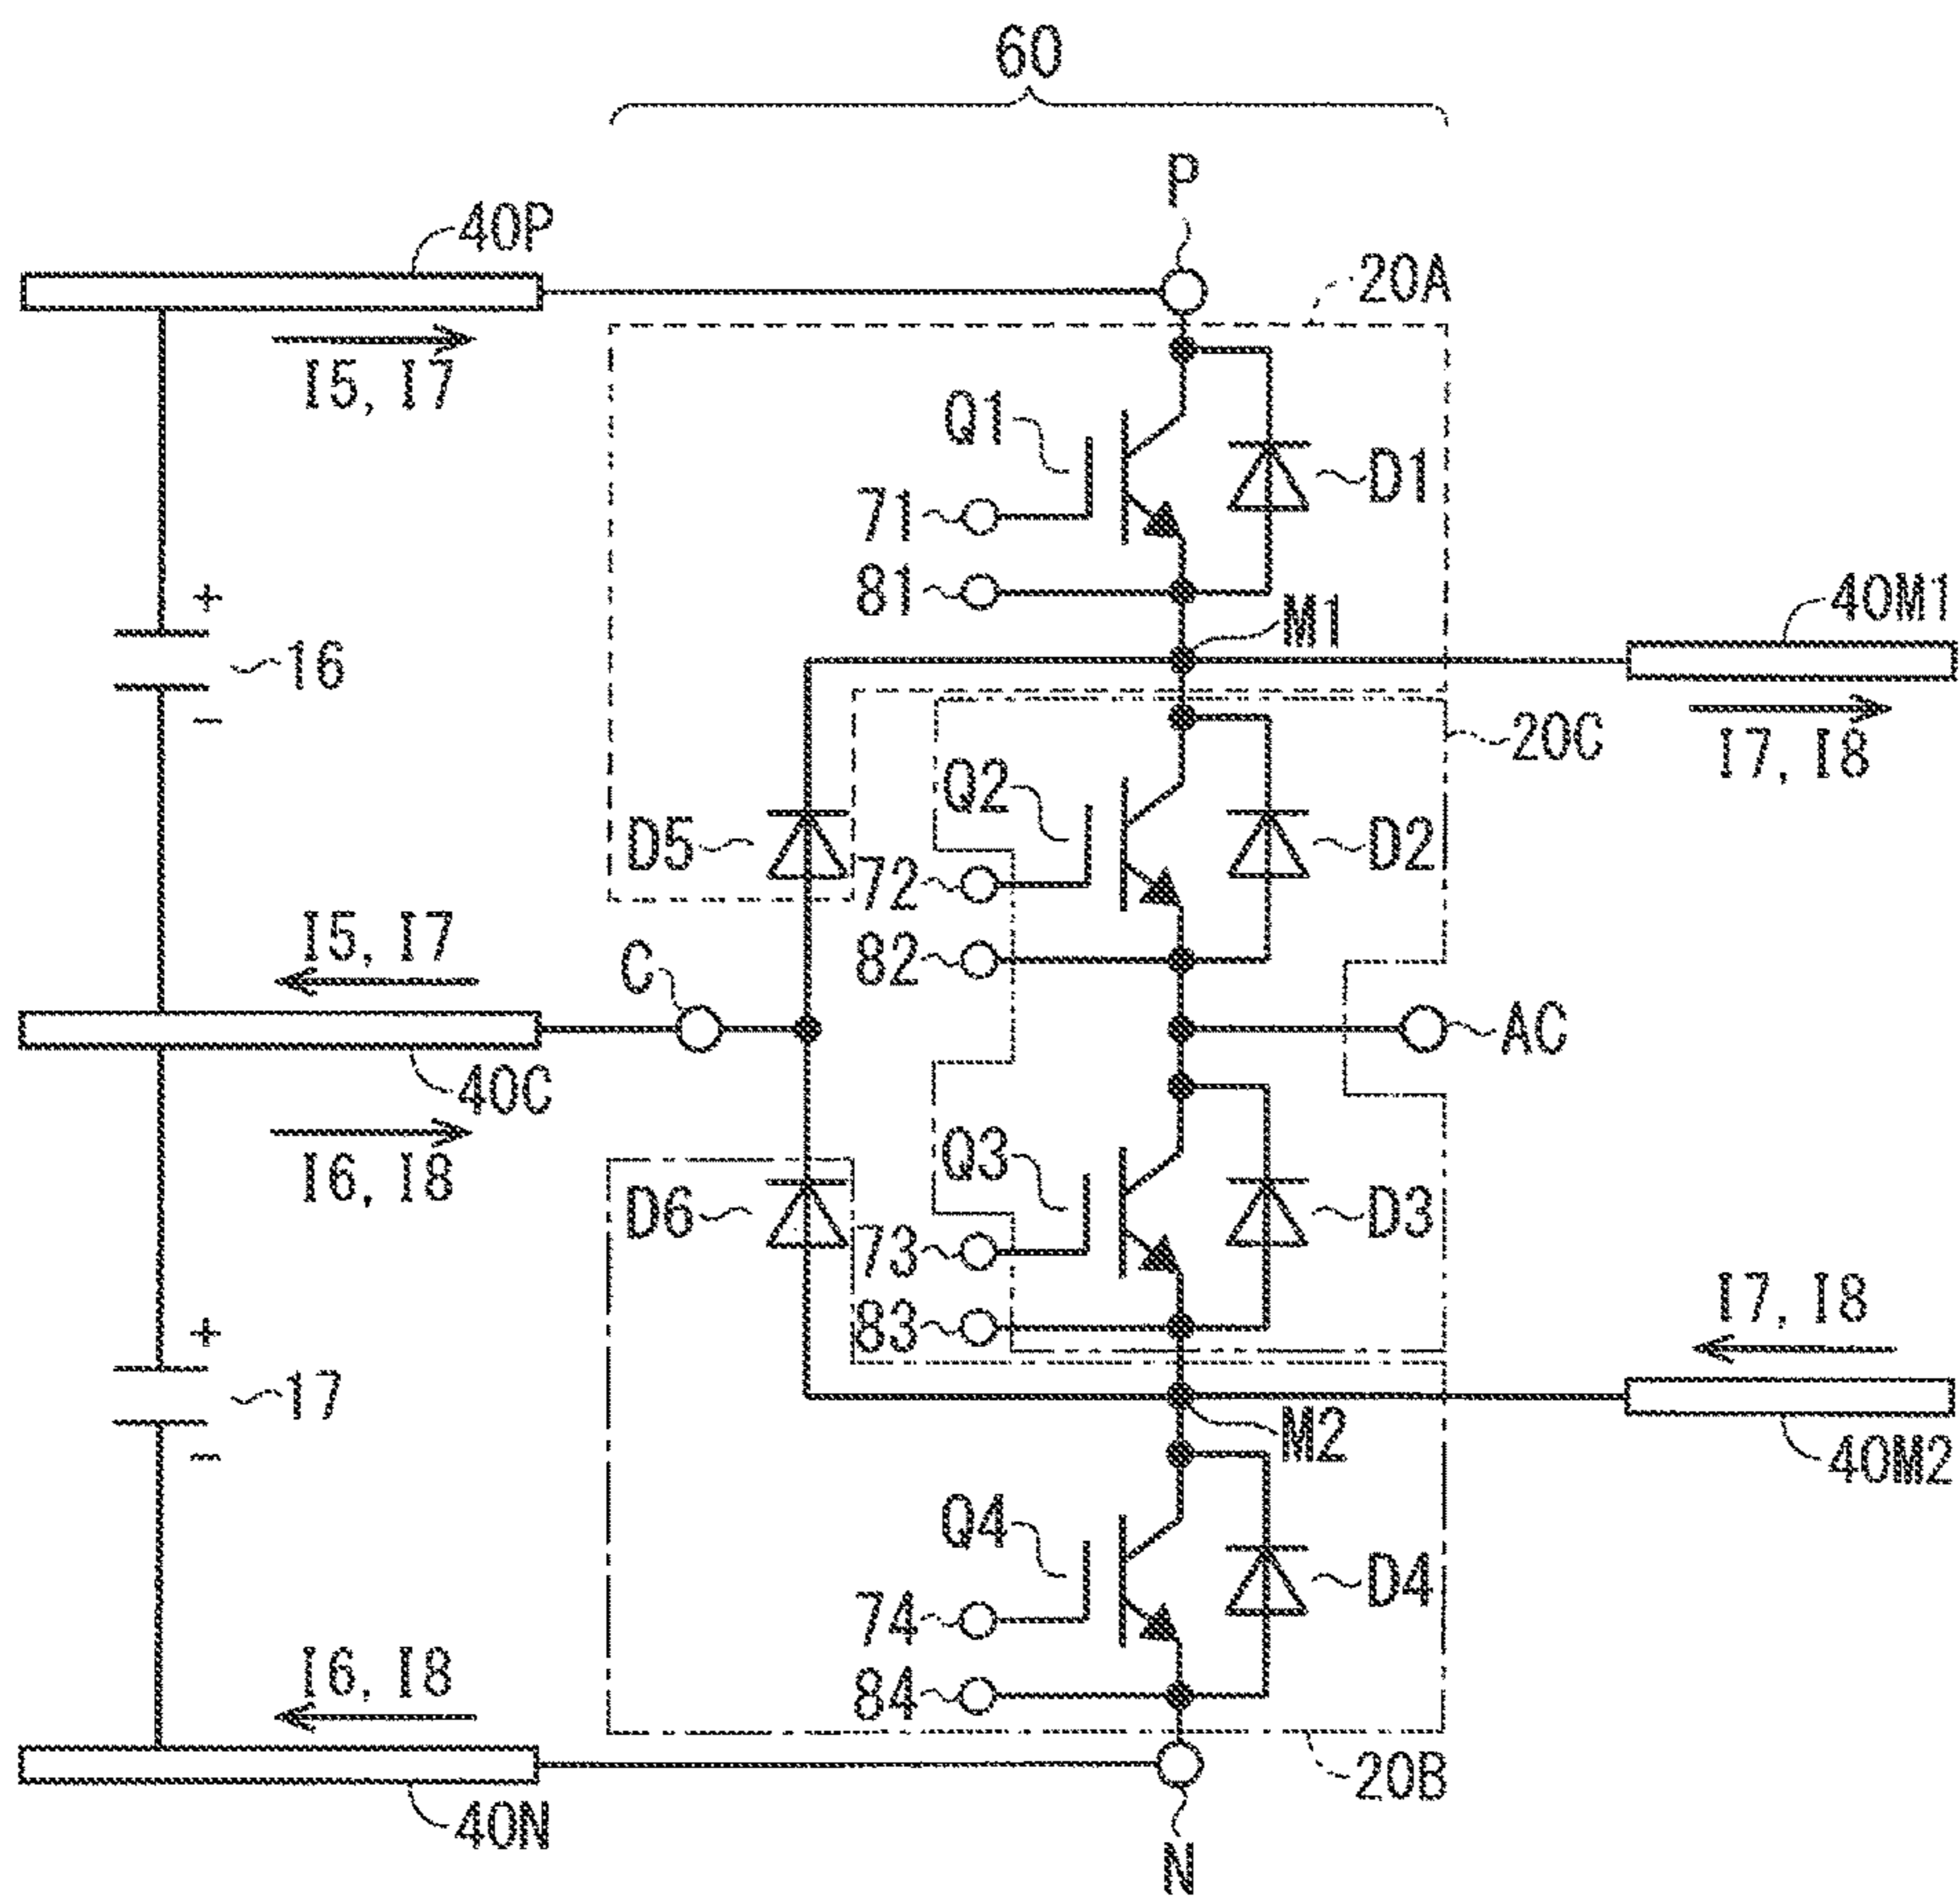 60
P
40P
20A
I5, I7
Q1
D1
71
81
M1
40M1
+
16
−
I7, I8
20C
Q2
D5
D2
72
82
I5, I7
C
AC
40C
I6, I8
Q3
D6
D3
73
83
I7, I8
+
17
−
M2
40M2
Q4
D4
74
84
I6, I8
20B
40N
N